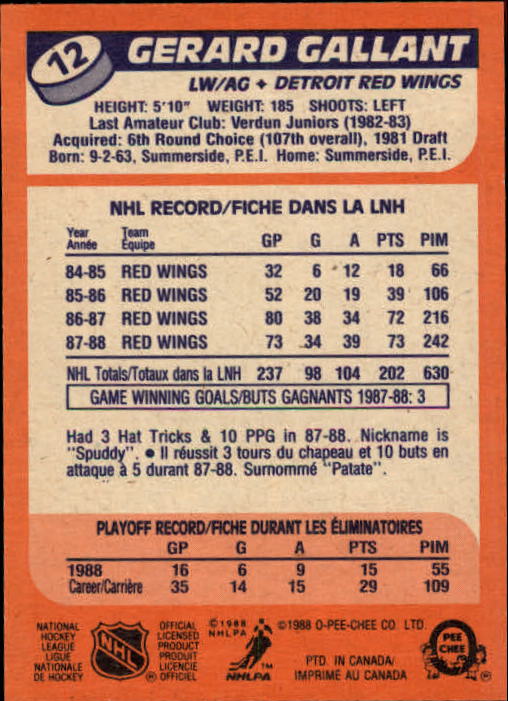 12
GERARD GALLANT
LW/AG + DETROIT RED WINGS
HEIGHT: 5'10" WEIGHT: 185 SHOOTS: LEFT
Last Amateur Club: Verdun Juniors (1982-83)
Acquired: 6th Round Choice (107th overall), 1981 Draft
Born: 9-2-63, Summerside, P.E.I. Home: Summerside, P.E.I.
NHL RECORD/FICHE DANS LA LNH
Year Team
Année Équipe GP G A PTS PIM
84-85 RED WINGS 32 6 12 18 66
85-86 RED WINGS 52 20 19 39 106
86-87 RED WINGS 80 38 34 72 216
87-88 RED WINGS 73 34 39 73 242
NHL Totals/Totaux dans la LNH 237 98 104 202 630
GAME WINNING GOALS/BUTS GAGNANTS 1987-88: 3
Had 3 Hat Tricks & 10 PPG in 87-88. Nickname is
"Spuddy". • Il réussit 3 tours du chapeau et 10 buts en
attaque à 5 durant 87-88. Surnommé "Patate".
PLAYOFF RECORD/FICHE DURANT LES ÉLIMINATOIRES
GP G A PTS PIM
1988 16 6 9 15 55
Career/Carrière 35 14 15 29 109
NATIONAL
HOCKEY
LEAGUE
LIGUE
NATIONALE
DE HOCKEY
NHL
®
OFFICIAL
LICENSED
PRODUCT
PRODUIT
LICENCIE
OFFICIEL
©1988
NHLPA
NHLPA
™
©1988 O-PEE-CHEE CO. LTD.
PTD. IN CANADA/
IMPRIME AU CANADA
O
PEE
CHEE
®